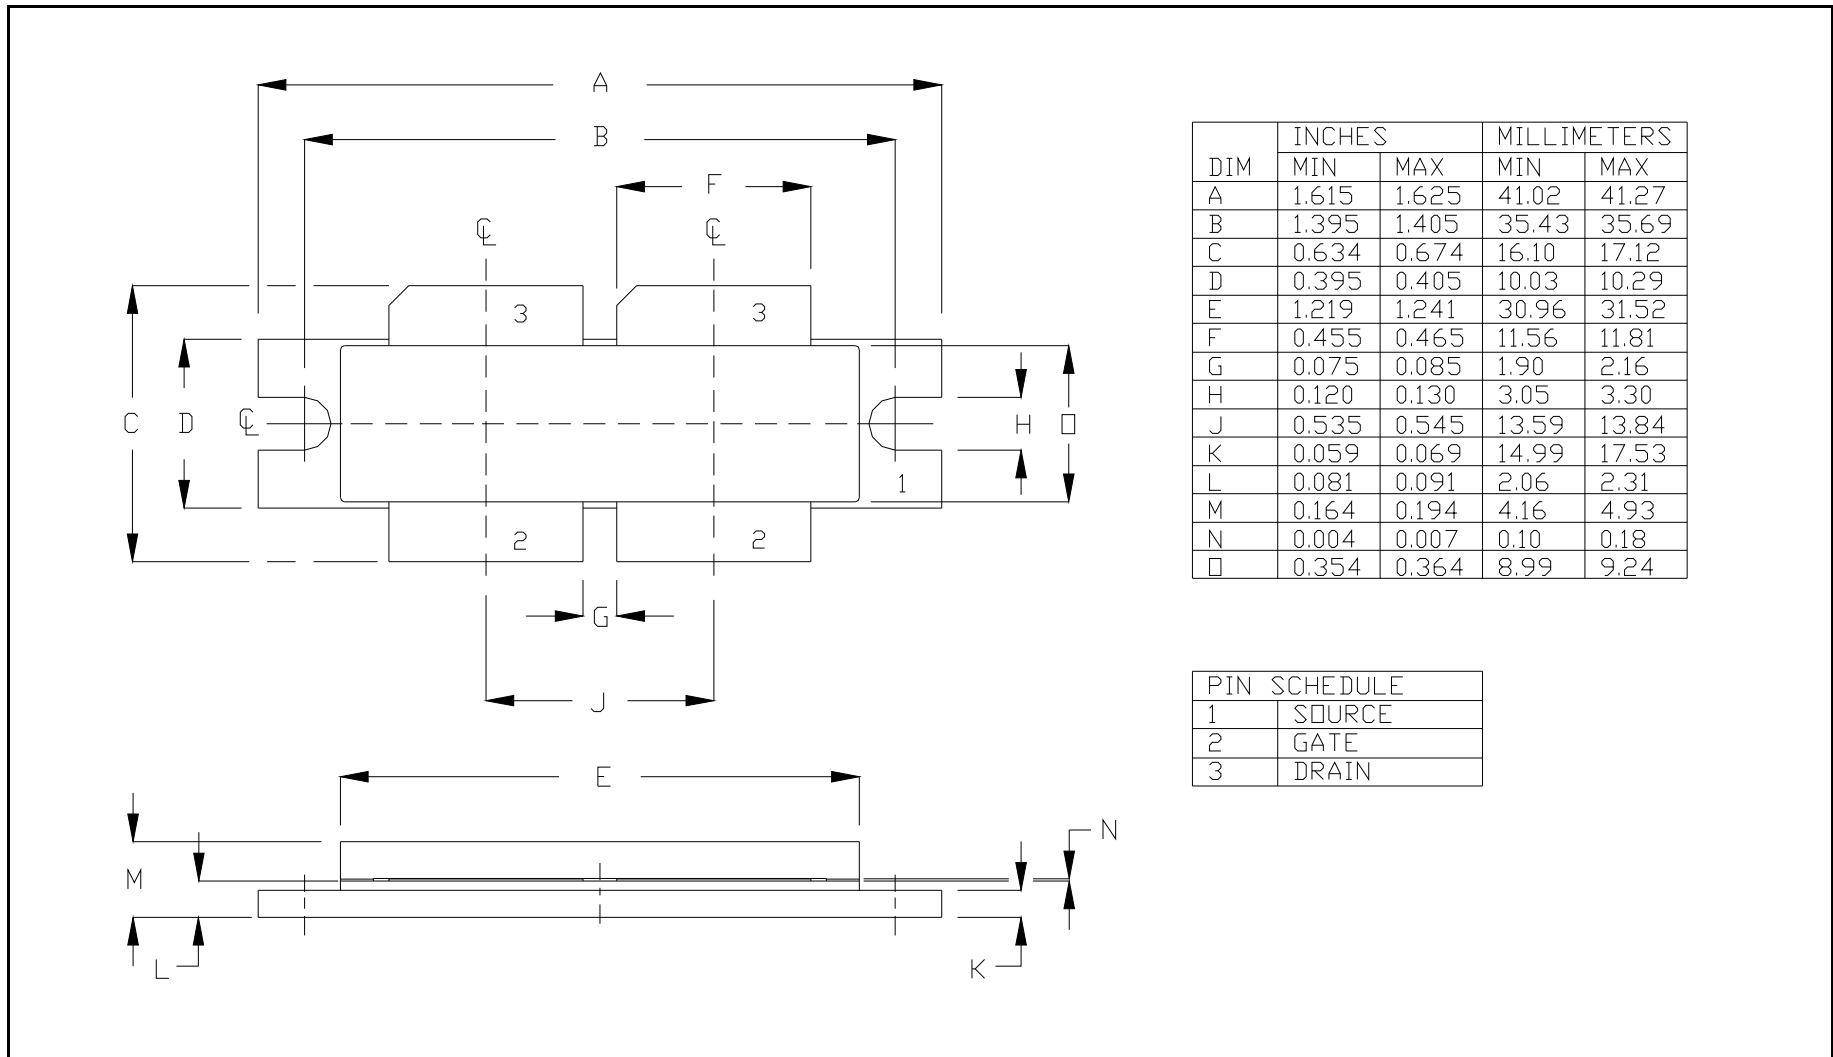 A
B
F
℄ ℄
3 3
C D ℄ H O
1
2 2
G
J
E
N
M
L K
INCHES MILLIMETERS
DIM MIN MAX MIN MAX
A 1.615 1.625 41.02 41.27
B 1.395 1.405 35.43 35.69
C 0.634 0.674 16.10 17.12
D 0.395 0.405 10.03 10.29
E 1.219 1.241 30.96 31.52
F 0.455 0.465 11.56 11.81
G 0.075 0.085 1.90 2.16
H 0.120 0.130 3.05 3.30
J 0.535 0.545 13.59 13.84
K 0.059 0.069 14.99 17.53
L 0.081 0.091 2.06 2.31
M 0.164 0.194 4.16 4.93
N 0.004 0.007 0.10 0.18
O 0.354 0.364 8.99 9.24
PIN SCHEDULE
1 SOURCE
2 GATE
3 DRAIN